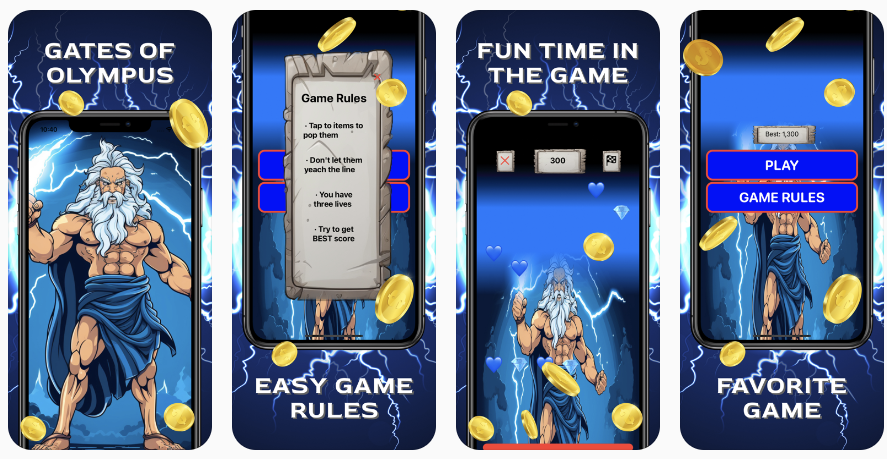 GATES OF
OLYMPUS
10:40
Game Rules
· Tap to items to
pop them
· Don't let them
yeach the line
· You have
three lives
· Try to get
BEST score
EASY GAME
RULES
FUN TIME IN
THE GAME
300
Best: 1,300
PLAY
GAME RULES
FAVORITE
GAME